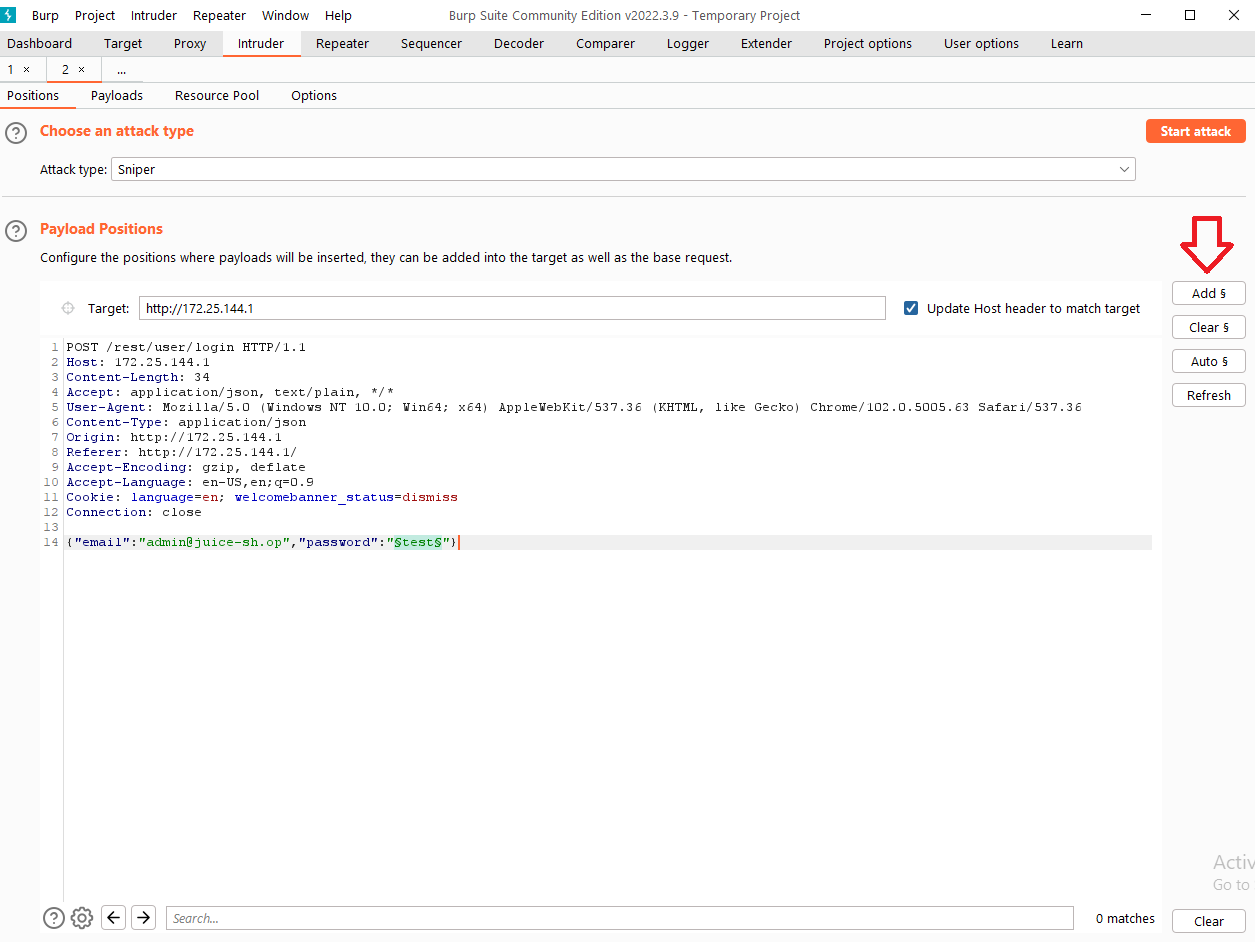 Burp Project Intruder Repeater Window Help Burp Suite Community Edition v2022.3.9 - Temporary Project
Dashboard Target Proxy Intruder Repeater Sequencer Decoder Comparer Logger Extender Project options User options Learn
1 × 2 × ...
Positions Payloads Resource Pool Options
? Choose an attack type Start attack
Attack type: Sniper
? Payload Positions
Configure the positions where payloads will be inserted, they can be added into the target as well as the base request.
Add §
Target: http://172.25.144.1 Update Host header to match target
Clear §
1 POST /rest/user/login HTTP/1.1
2 Host: 172.25.144.1
Auto §
3 Content-Length: 34
4 Accept: application/json, text/plain, */*
Refresh
5 User-Agent: Mozilla/5.0 (Windows NT 10.0; Win64; x64) AppleWebKit/537.36 (KHTML, like Gecko) Chrome/102.0.5005.63 Safari/537.36
6 Content-Type: application/json
7 Origin: http://172.25.144.1
8 Referer: http://172.25.144.1/
9 Accept-Encoding: gzip, deflate
10 Accept-Language: en-US,en;q=0.9
11 Cookie: language=en; welcomebanner_status=dismiss
12 Connection: close
13
14 {"email":"admin@juice-sh.op","password":"§test§"}
Activ
Go to
? Search... 0 matches Clear